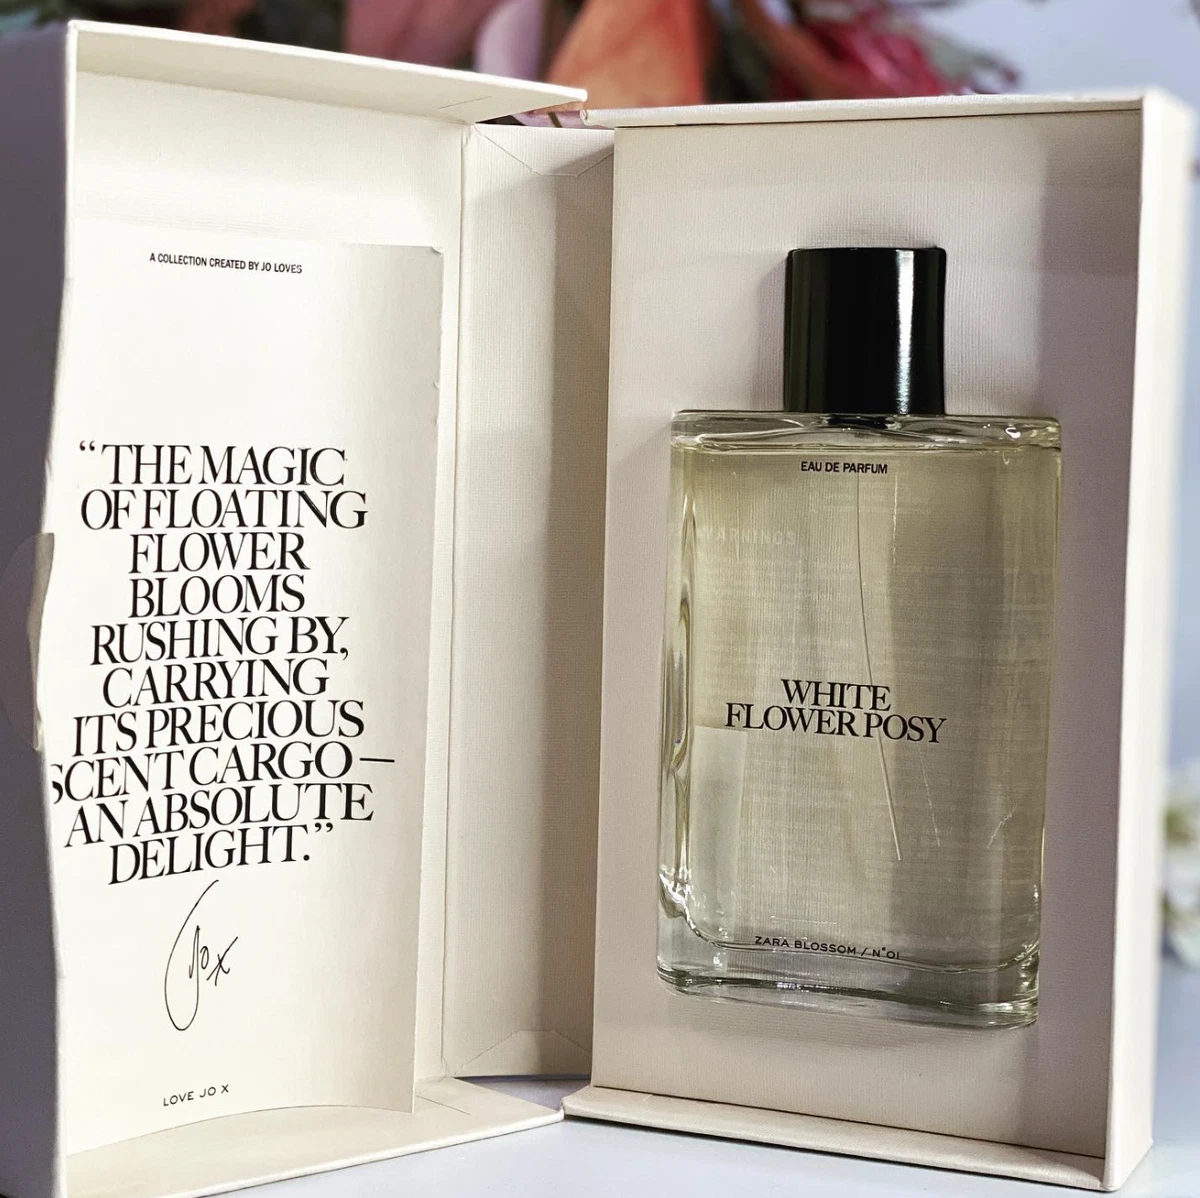 A COLLECTION CREATED BY JO LOVES
“THE MAGIC
OF FLOATING
FLOWER
BLOOMS
RUSHING BY,
CARRYING
ITS PRECIOUS
SCENT CARGO —
AN ABSOLUTE
DELIGHT.”
Jo x
LOVE JO X
EAU DE PARFUM
WARNINGS
WHITE
FLOWER POSY
ZARA BLOSSOM / N°01